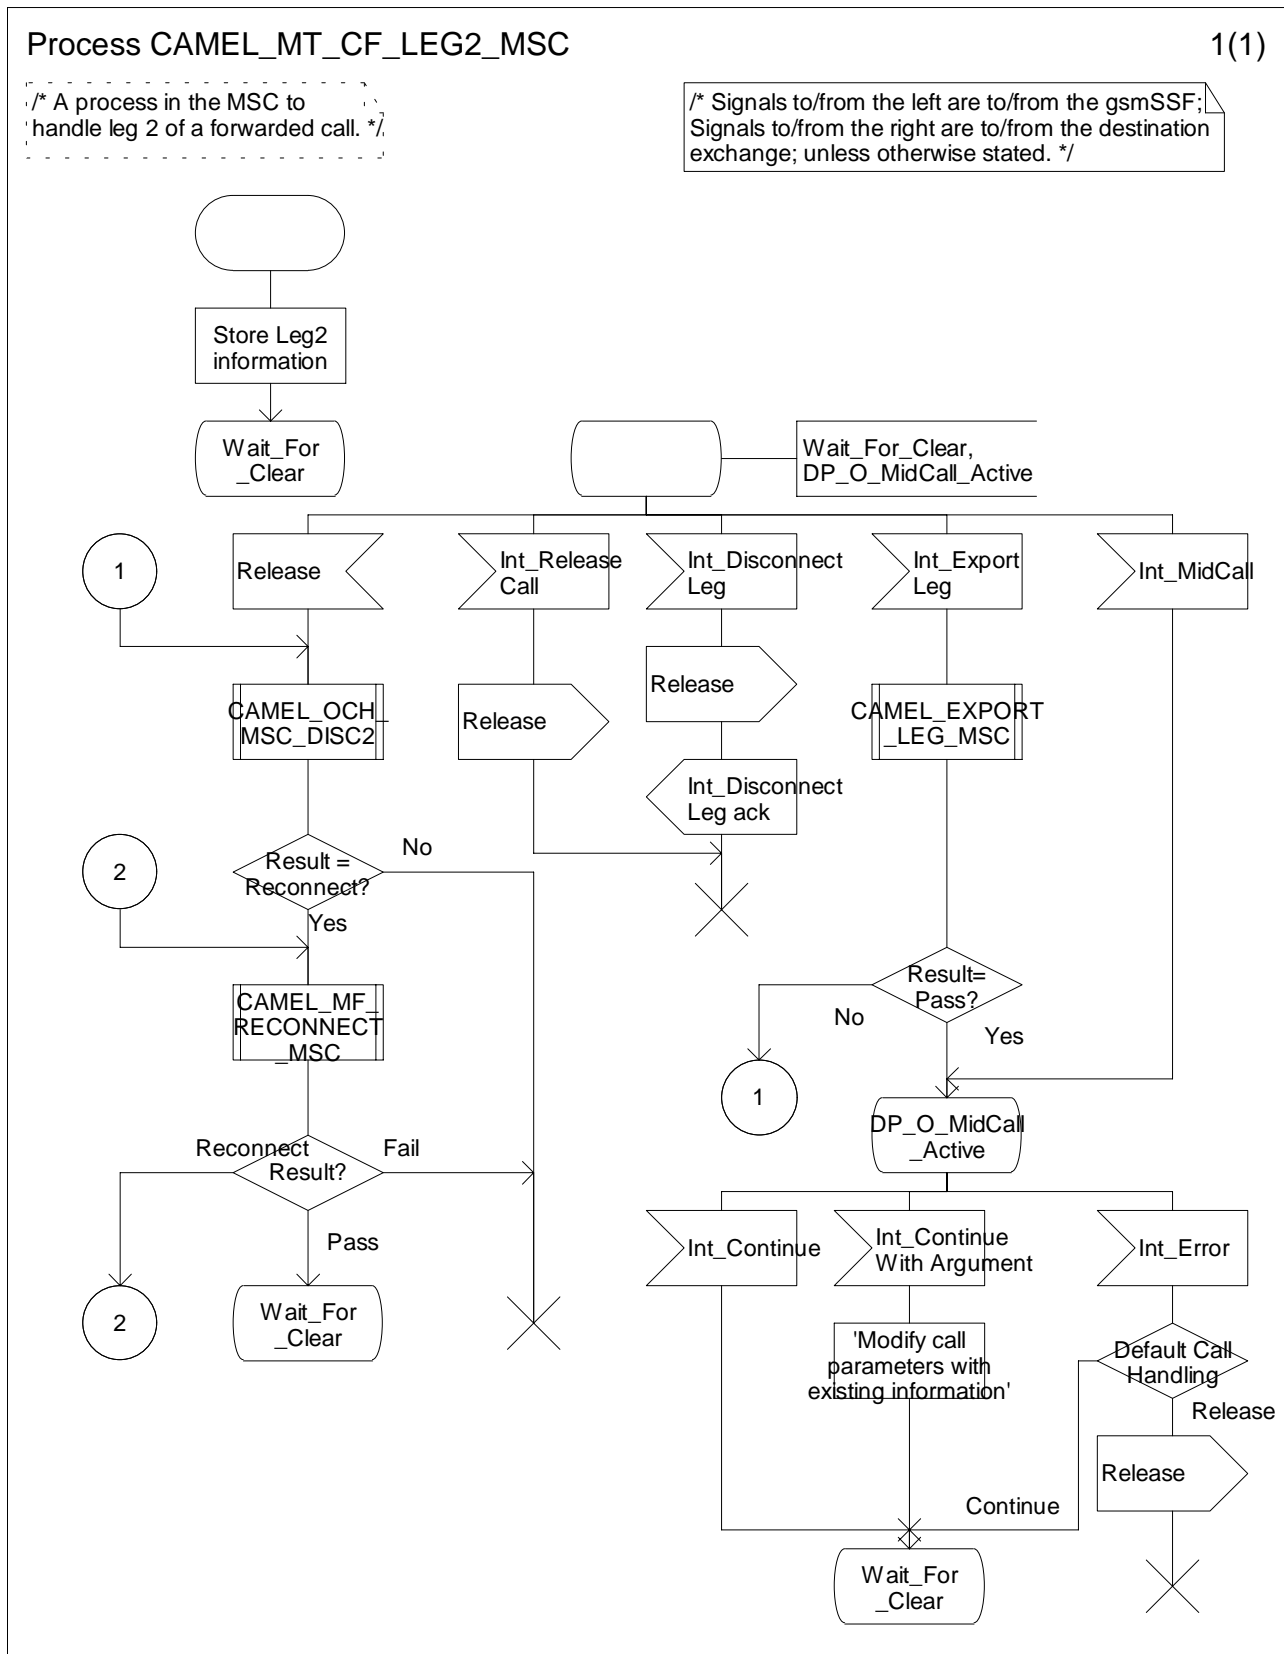 Process CAMEL_MT_CF_LEG2_MSC
1(1)
/* A process in the MSC to
handle leg 2 of a forwarded call. */
/* Signals to/from the left are to/from the gsmSSF;
Signals to/from the right are to/from the destination
exchange; unless otherwise stated. */
Store Leg2
information
Wait_For
_Clear
Wait_For_Clear,
DP_O_MidCall_Active
1
Release
Int_Release
Call
Int_Disconnect
Leg
Int_Export
Leg
Int_MidCall
Release
CAMEL_OCH_
MSC_DISC2
Release
CAMEL_EXPORT
_LEG_MSC
Int_Disconnect
Leg ack
2
Result =
Reconnect?
No
Yes
CAMEL_MF_
RECONNECT
_MSC
Result=
Pass?
No
Yes
1
DP_O_MidCall
_Active
Reconnect
Result?
Fail
Pass
2
Wait_For
_Clear
Int_Continue
Int_Continue
With Argument
Int_Error
'Modify call
parameters with
existing information'
Default Call
Handling
Release
Release
Continue
Wait_For
_Clear